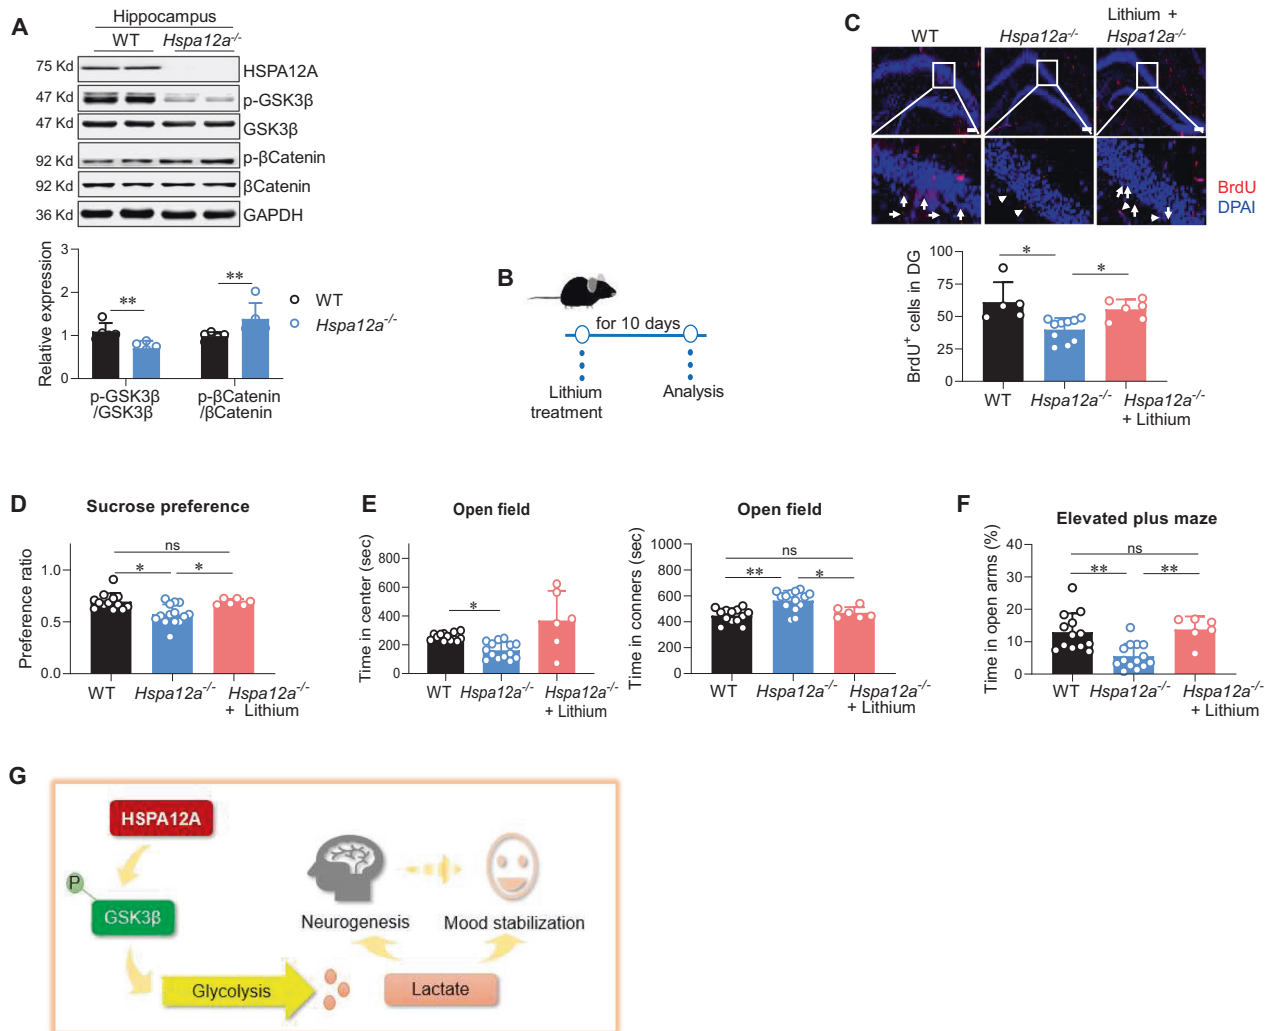 A
Hippocampus
WT Hspa12a-/-
75 Kd HSPA12A
47 Kd p-GSK3β
47 Kd GSK3β
92 Kd p-βCatenin
92 Kd βCatenin
36 Kd GAPDH
Relative expression
3
2
1
0
**
**
WT
Hspa12a-/-
p-GSK3β
/GSK3β
p-βCatenin
/βCatenin
B
for 10 days
Lithium
treatment
Analysis
C
WT
Hspa12a-/-
Lithium +
Hspa12a-/-
BrdU
DPAI
BrdU+ cells in DG
100
75
50
25
0
*
*
WT
Hspa12a-/-
Hspa12a-/-
+ Lithium
D
Sucrose preference
Preference ratio
1.0
0.5
0.0
ns
*
*
WT
Hspa12a-/-
Hspa12a-/-
+ Lithium
E
Open field
Time in center (sec)
800
600
400
200
0
*
WT
Hspa12a-/-
Hspa12a-/-
+ Lithium
Open field
Time in conners (sec)
1000
800
600
400
200
0
ns
**
*
WT
Hspa12a-/-
Hspa12a-/-
+ Lithium
F
Elevated plus maze
Time in open arms (%)
40
30
20
10
0
ns
**
**
WT
Hspa12a-/-
Hspa12a-/-
+ Lithium
G
HSPA12A
P
GSK3β
Neurogenesis
Mood stabilization
Glycolysis
Lactate